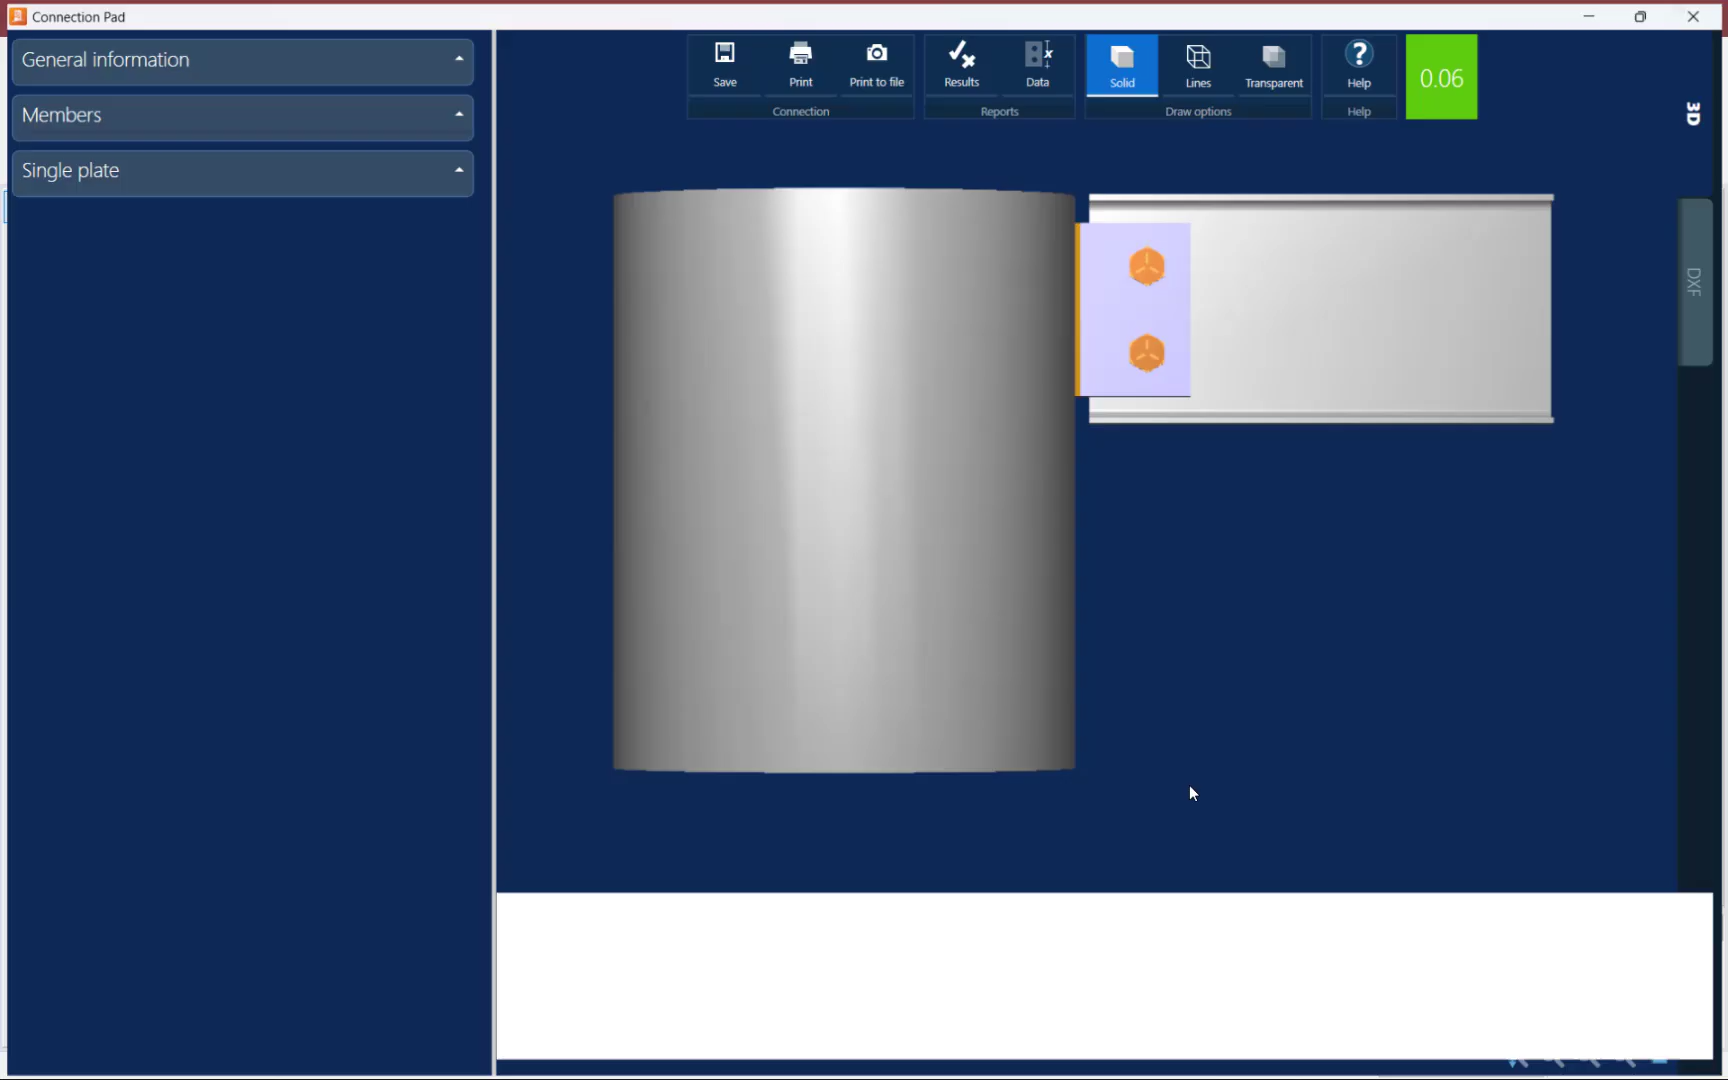 Connection Pad
General information
Members
Single plate
Save
Print
Print to file
Connection
Results
Data
Reports
Solid
Lines
Transparent
Draw options
Help
Help
0.06
3D
DXF